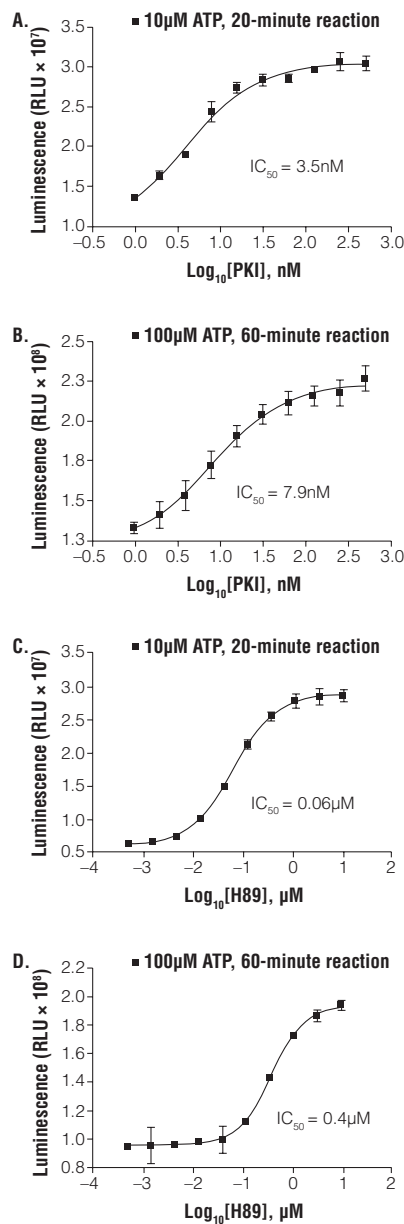 A.
■ 10µM ATP, 20-minute reaction
Luminescence (RLU × 10⁷)
3.5
3.0
2.5
2.0
1.5
1.0
IC₅₀ = 3.5nM
–0.5 0.0 0.5 1.0 1.5 2.0 2.5 3.0
Log₁₀[PKI], nM
B.
■ 100µM ATP, 60-minute reaction
Luminescence (RLU × 10⁸)
2.5
2.3
1.8
1.5
1.3
IC₅₀ = 7.9nM
–0.5 0.0 0.5 1.0 1.5 2.0 2.5 3.0
Log₁₀[PKI], nM
C.
■ 10µM ATP, 20-minute reaction
Luminescence (RLU × 10⁷)
3.5
3.0
2.5
2.0
1.5
1.0
0.5
IC₅₀ = 0.06µM
–4 –3 –2 –1 0 1 2
Log₁₀[H89], µM
D.
■ 100µM ATP, 60-minute reaction
Luminescence (RLU × 10⁸)
2.2
2.0
1.8
1.6
1.4
1.2
1.0
0.8
IC₅₀ = 0.4µM
–4 –3 –2 –1 0 1 2
Log₁₀[H89], µM